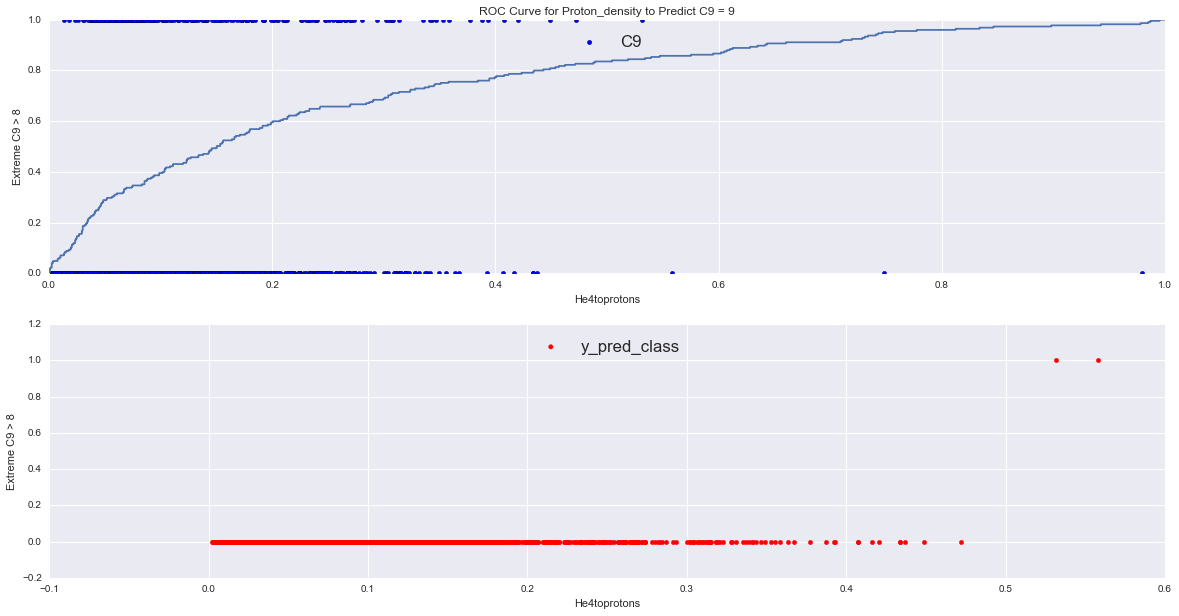 ROC Curve for Proton_density to Predict C9 = 9
1.0
C9
0.8
0.6
Extreme C9 > 8
0.4
0.2
0.0
0.0 0.2 0.4 0.6 0.8 1.0
He4toprotons
1.2
y_pred_class
1.0
0.8
0.6
Extreme C9 > 8
0.4
0.2
0.0
−0.2
−0.1 0.0 0.1 0.2 0.3 0.4 0.5 0.6
He4toprotons